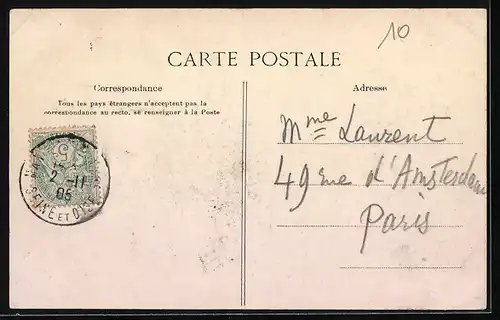 10
CARTE POSTALE
Correspondance
Tous les pays étrangers n'acceptent pas la
correspondance au recto, se renseigner à la Poste
Adresse
Mme Laurent
49 rue d'Amsterdam
Paris
5
2 -11
05
SEINE ET OISE